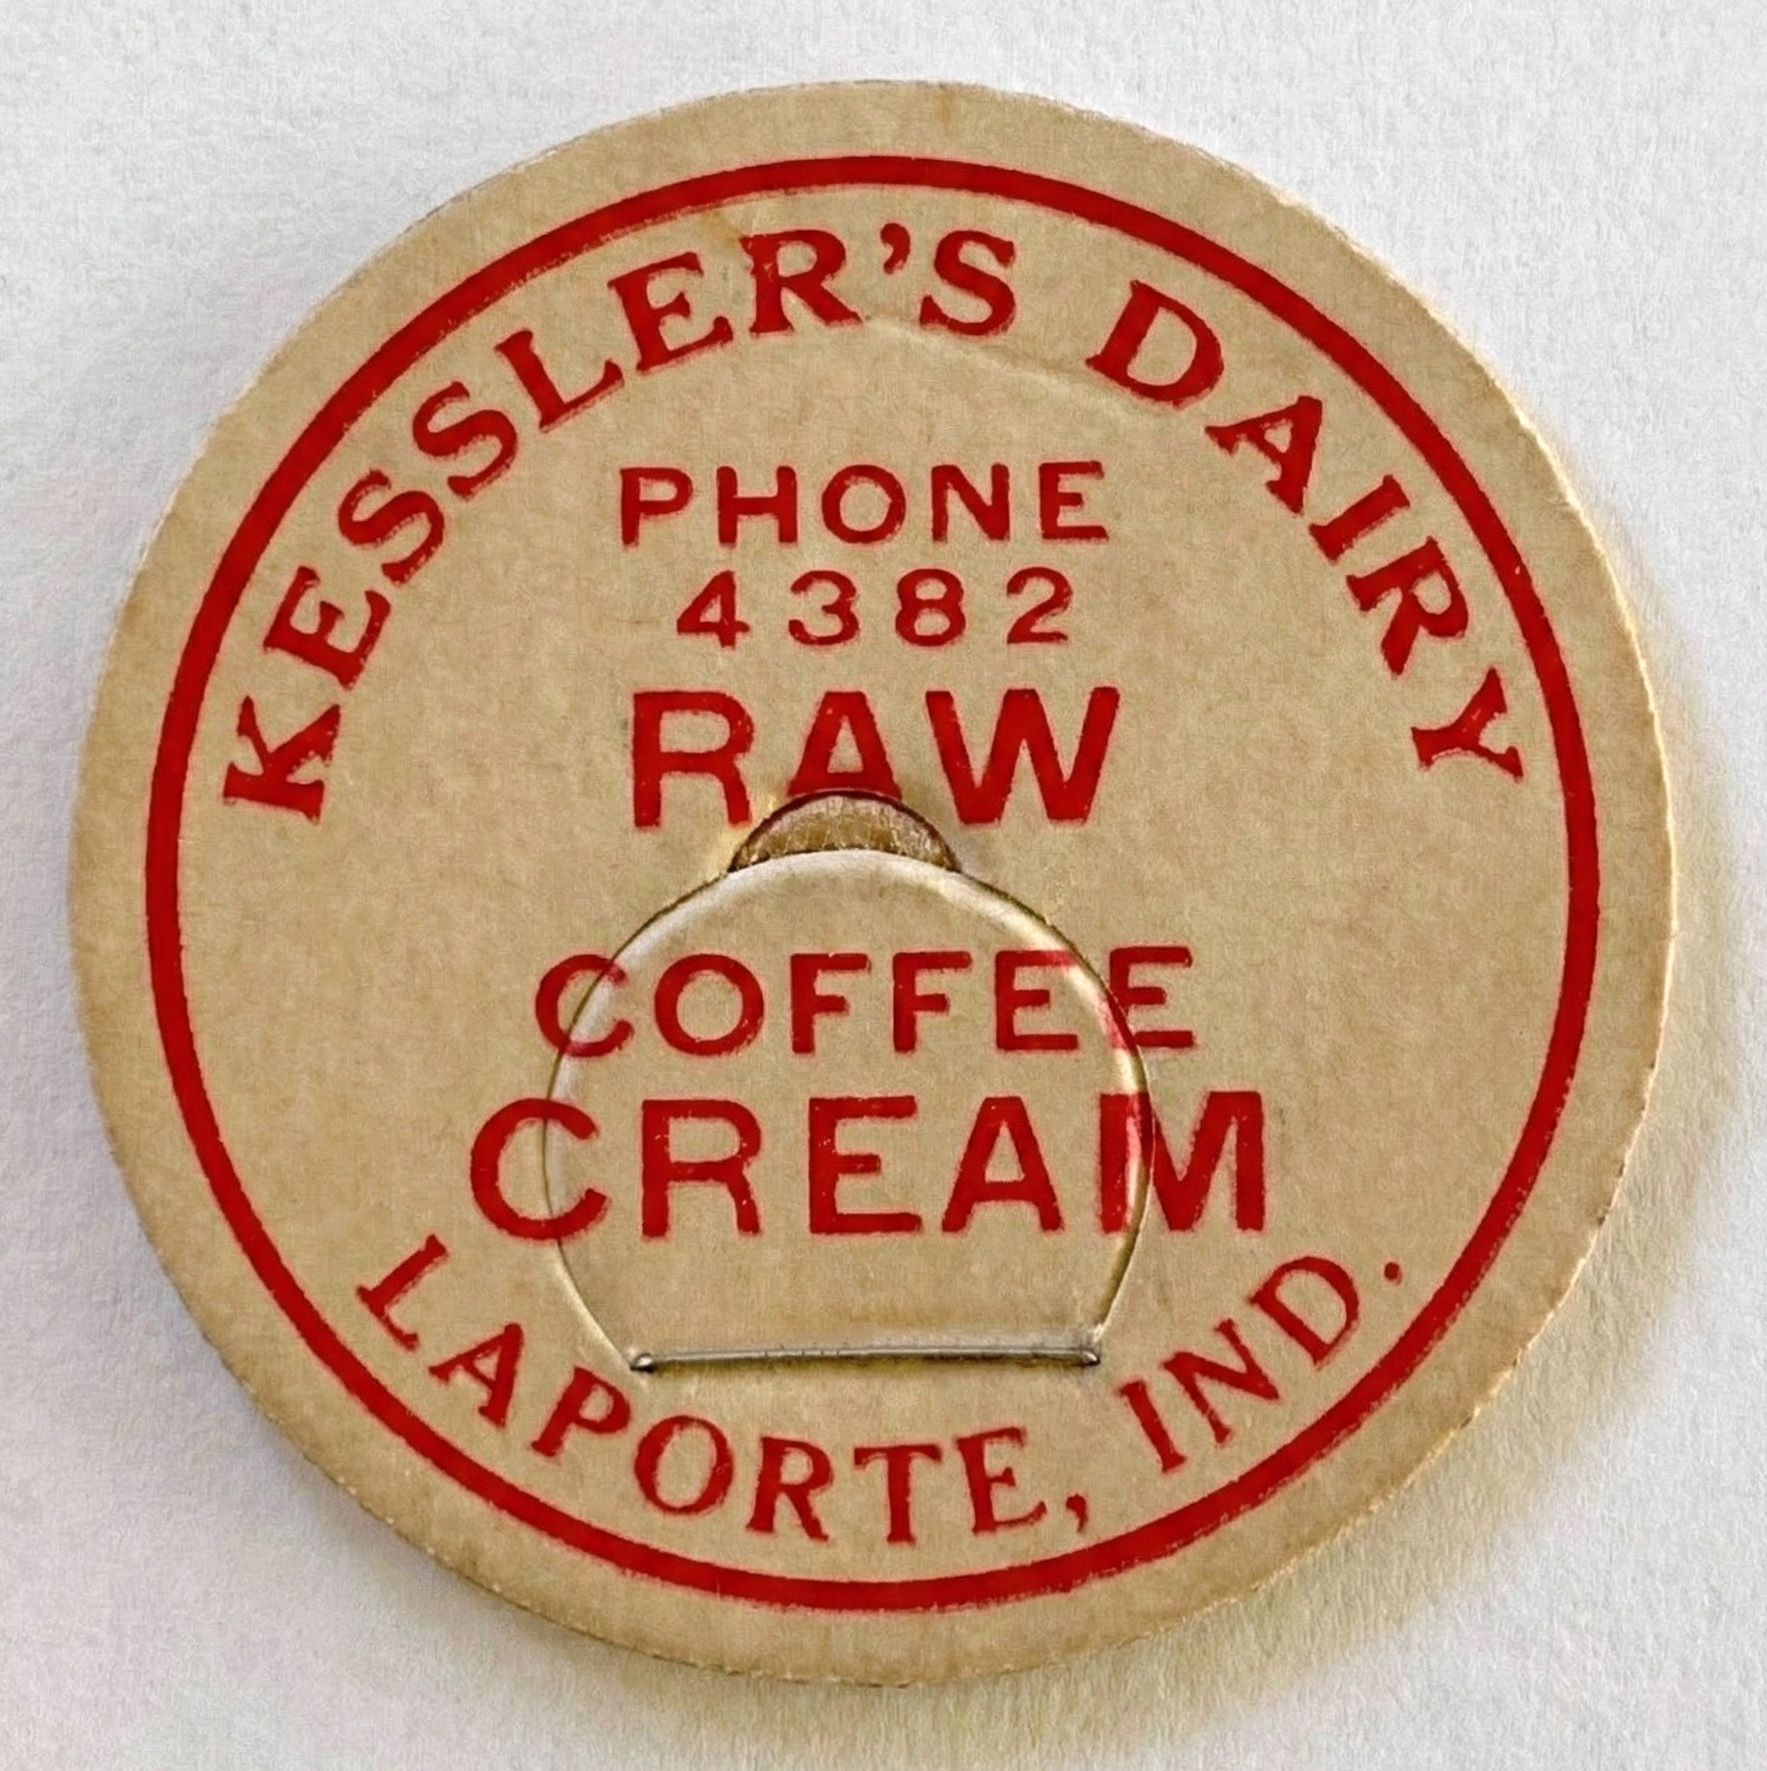 KESSLER'S DAIRY
PHONE
4382
RAW
COFFEE
CREAM
LAPORTE, IND.